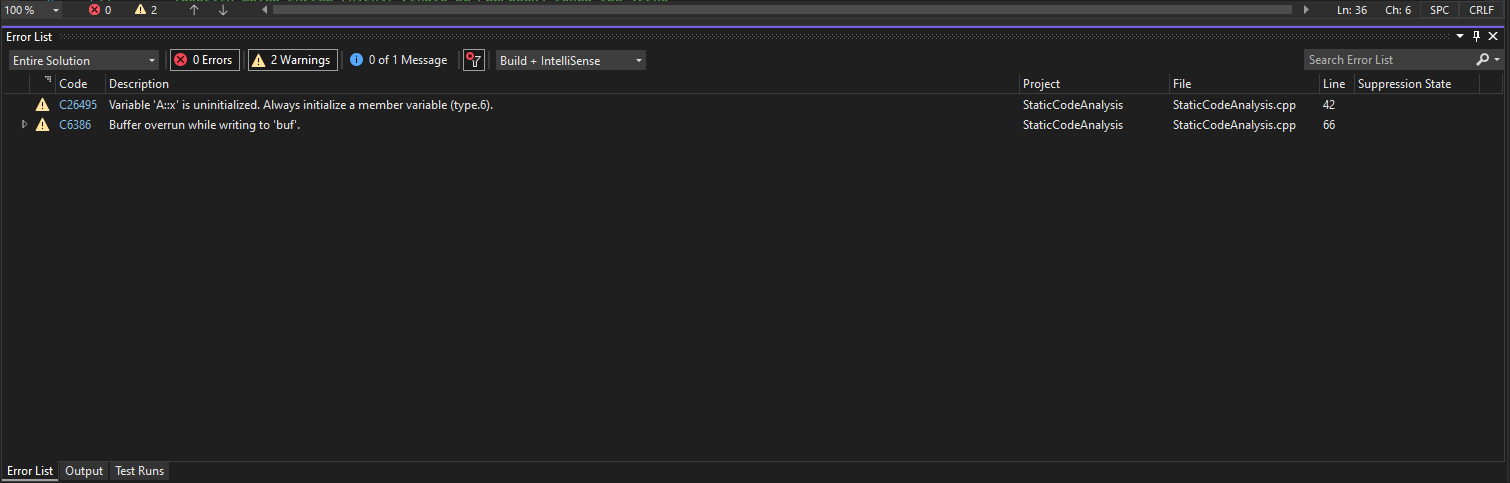 100 % 0 2 Ln: 36 Ch: 6 SPC CRLF
Error List
Entire Solution 0 Errors 2 Warnings 0 of 1 Message Build + IntelliSense Search Error List
Code Description Project File Line Suppression State
C26495 Variable 'A::x' is uninitialized. Always initialize a member variable (type.6). StaticCodeAnalysis StaticCodeAnalysis.cpp 42
C6386 Buffer overrun while writing to 'buf'. StaticCodeAnalysis StaticCodeAnalysis.cpp 66
Error List Output Test Runs